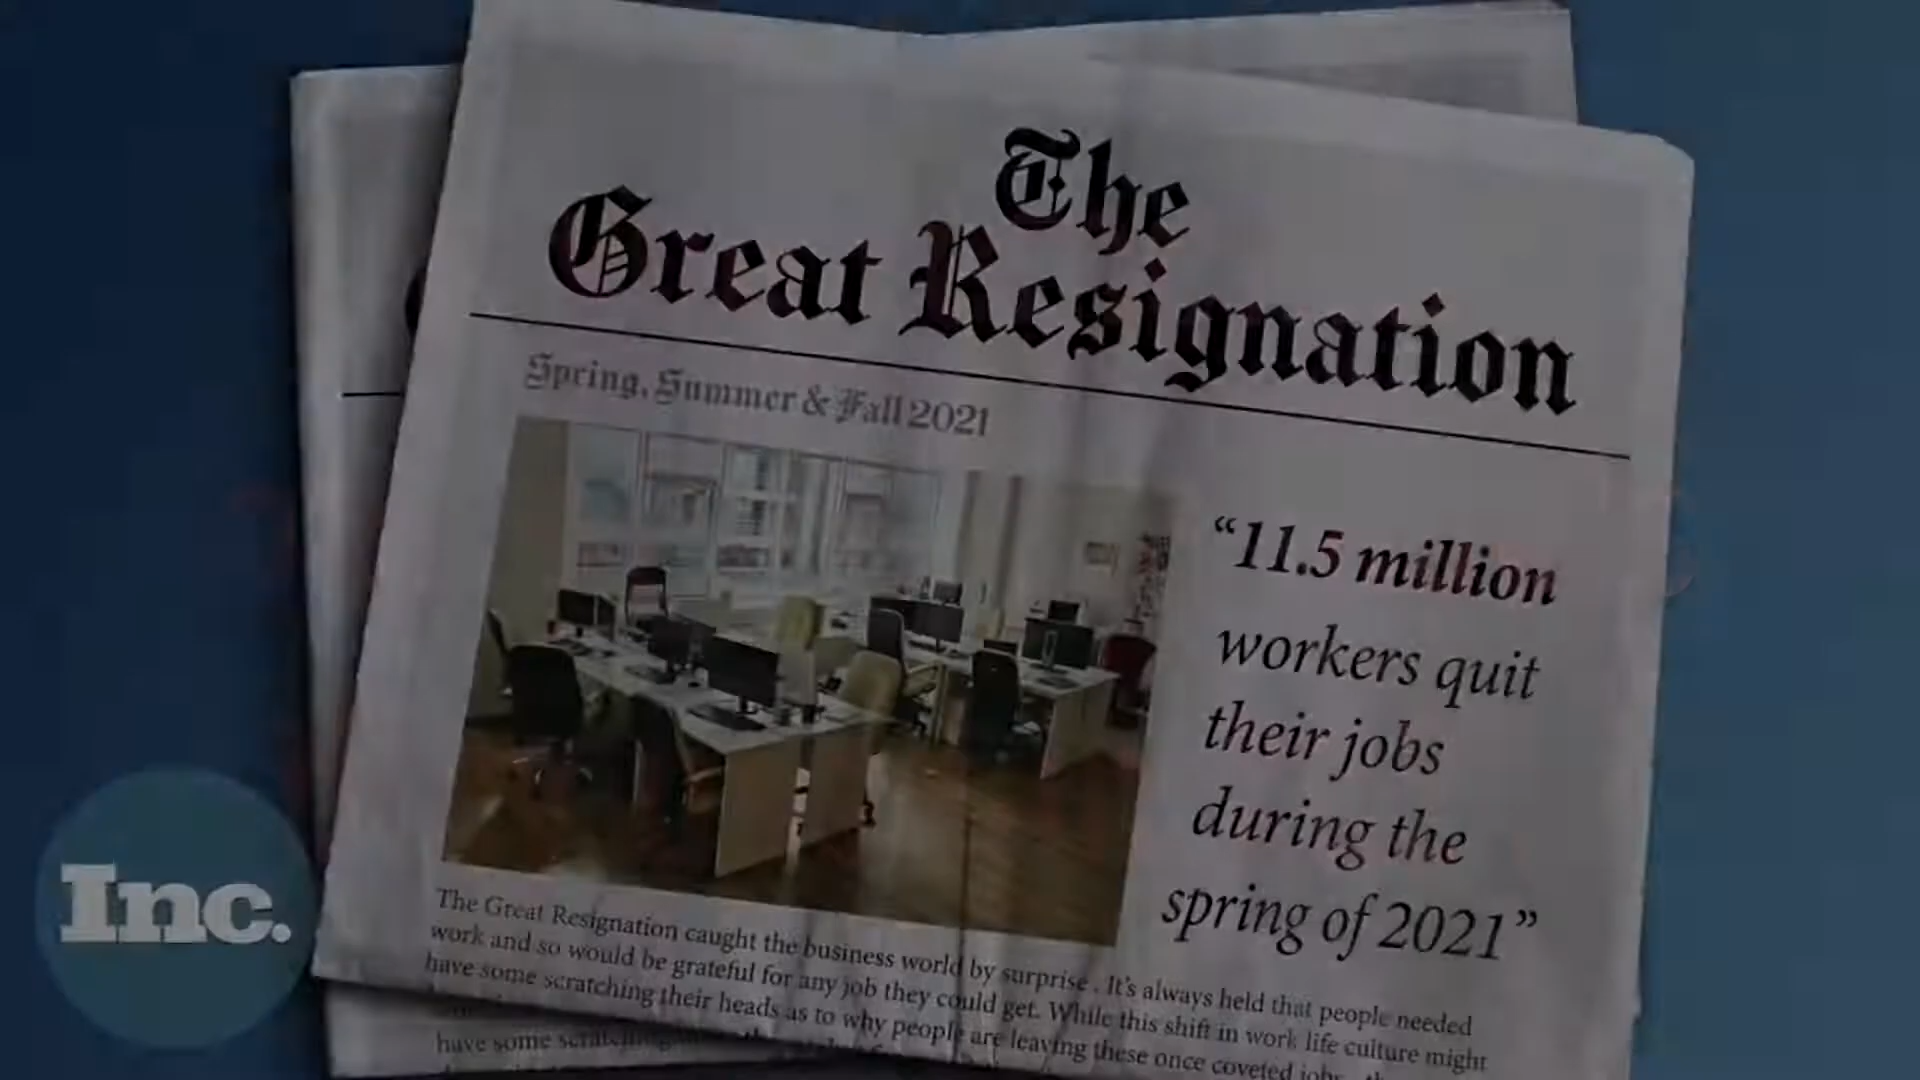 The
Great Resignation
Spring, Summer & Fall 2021
“11.5 million
workers quit
their jobs
during the
spring of 2021”
The Great Resignation caught the business world by surprise . It’s always held that people needed
work and so would be grateful for any job they could get. While this shift in work life culture might
have some scratching their heads as to why people are leaving these once coveted jobs
have some
Inc.